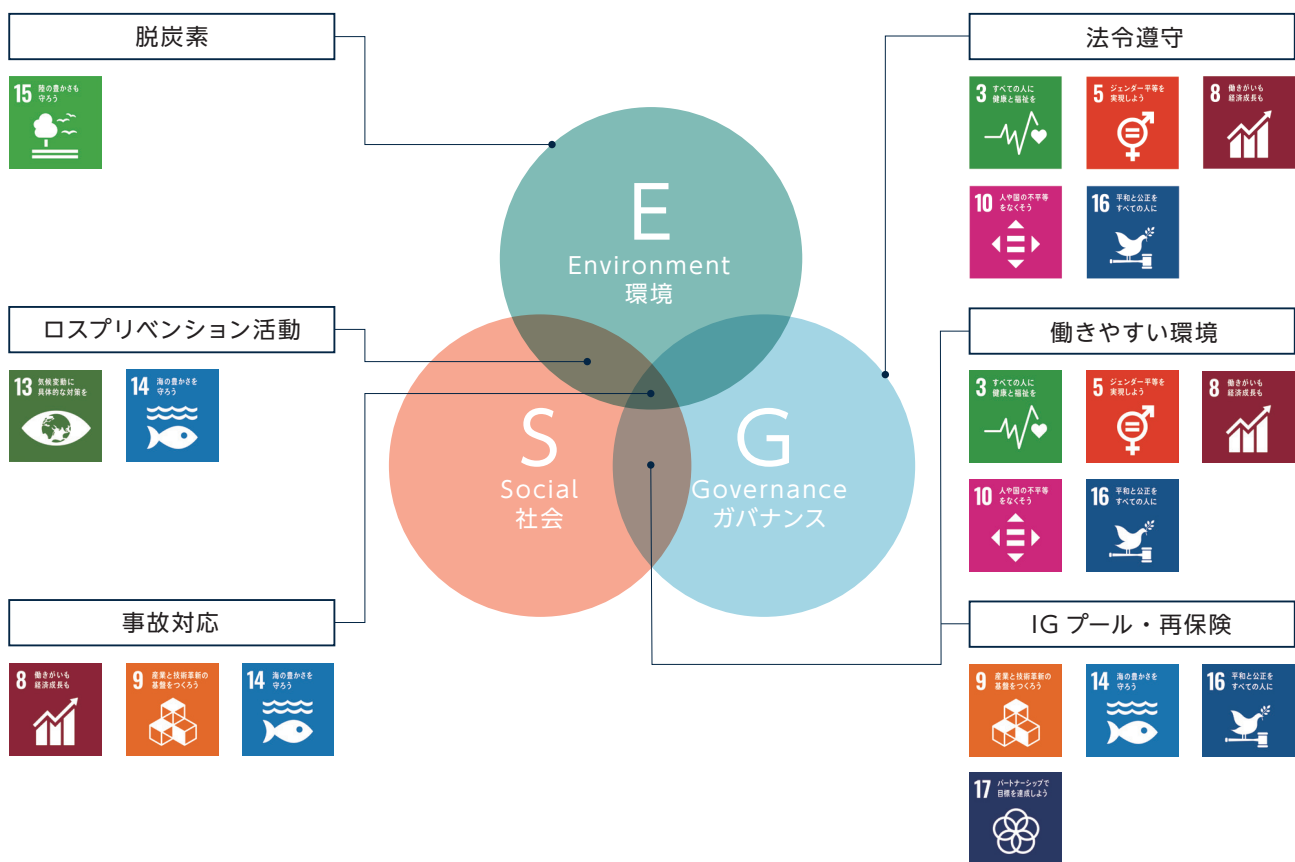 脱炭素
15 陸の豊かさも
守ろう
ロスプリベンション活動
13 気候変動に
具体的な対策を
14 海の豊かさを
守ろう
事故対応
8 働きがいも
経済成長も
9 産業と技術革新の
基盤をつくろう
14 海の豊かさを
守ろう
E
Environment
環境
S
Social
社会
G
Governance
ガバナンス
法令遵守
3 すべての人に
健康と福祉を
5 ジェンダー平等を
実現しよう
8 働きがいも
経済成長も
10 人や国の不平等
をなくそう
16 平和と公正を
すべての人に
働きやすい環境
3 すべての人に
健康と福祉を
5 ジェンダー平等を
実現しよう
8 働きがいも
経済成長も
10 人や国の不平等
をなくそう
16 平和と公正を
すべての人に
IG プール・再保険
9 産業と技術革新の
基盤をつくろう
14 海の豊かさを
守ろう
16 平和と公正を
すべての人に
17 パートナーシップで
目標を達成しよう